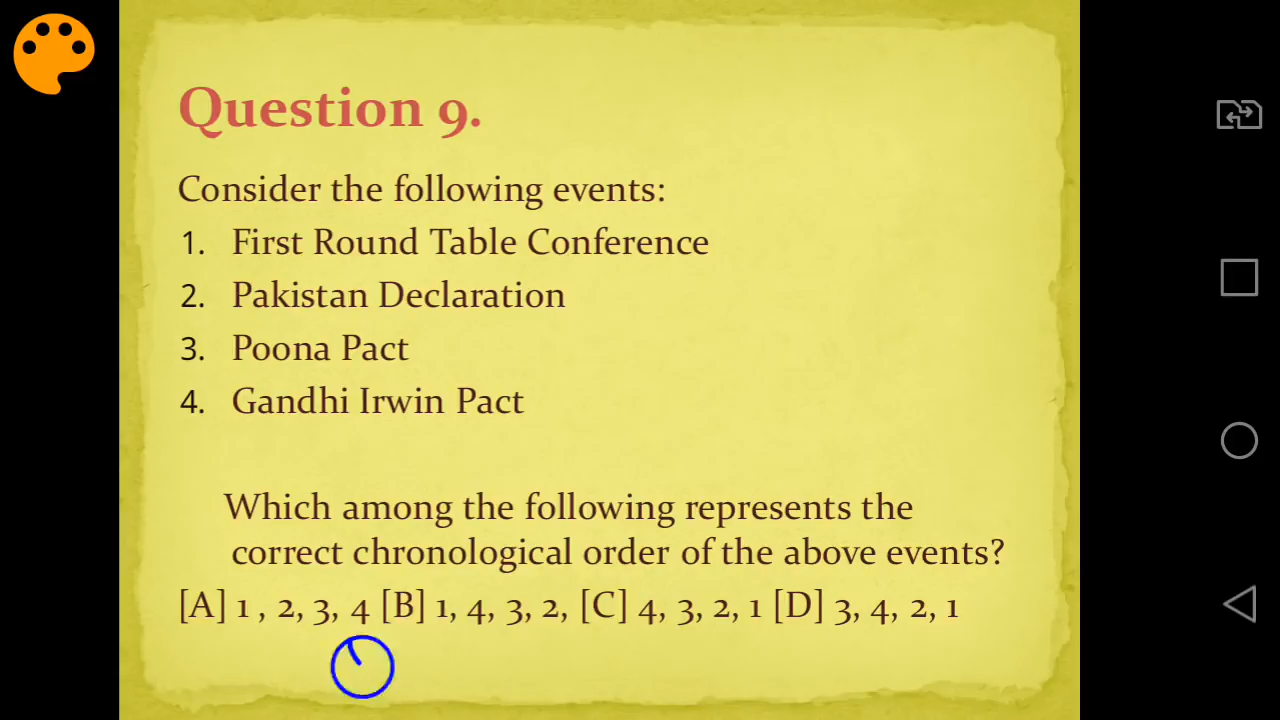 Question 9.
Consider the following events:
1. First Round Table Conference
2. Pakistan Declaration
3. Poona Pact
4. Gandhi Irwin Pact
Which among the following represents the
correct chronological order of the above events?
[A] 1 , 2, 3, 4 [B] 1, 4, 3, 2, [C] 4, 3, 2, 1 [D] 3, 4, 2, 1